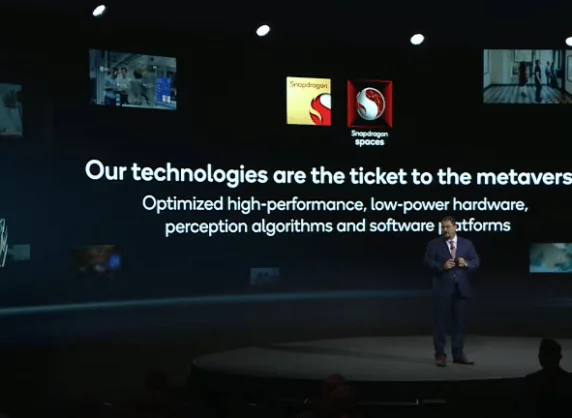 Snapdragon
Snapdragon
spaces
Our technologies are the ticket to the metavers
Optimized high-performance, low-power hardware,
perception algorithms and software p atforms